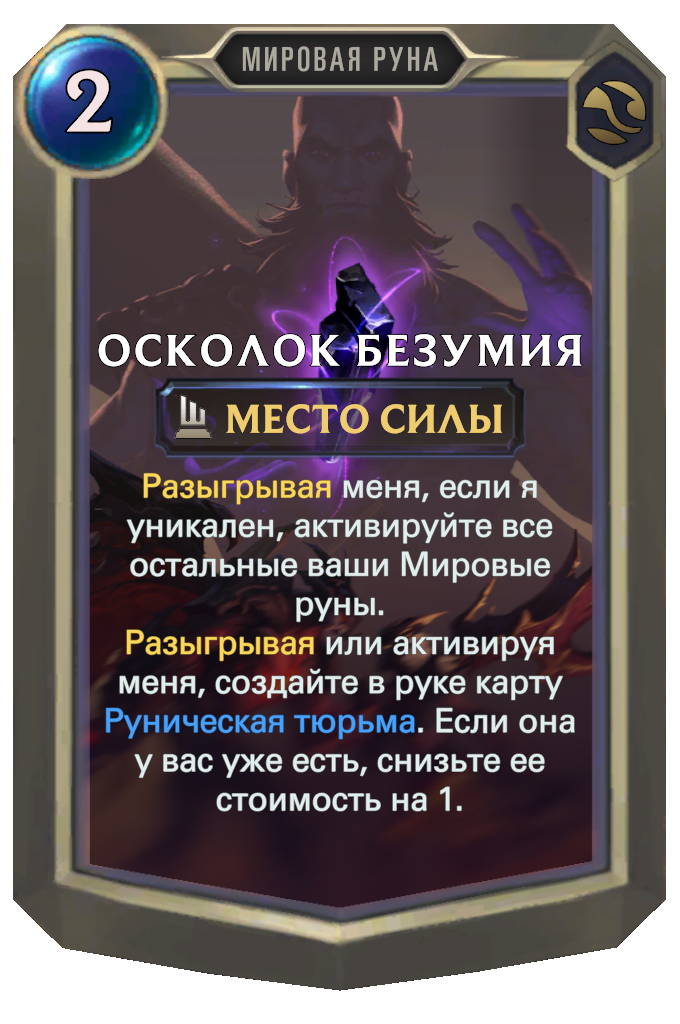 МИРОВАЯ РУНА
2
ОСКОЛОК БЕЗУМИЯ
МЕСТО СИЛЫ
Разыгрывая меня, если я
уникален, активируйте все
остальные ваши Мировые
руны.
Разыгрывая или активируя
меня, создайте в руке карту
Руническая тюрьма. Если она
у вас уже есть, снизьте ее
стоимость на 1.